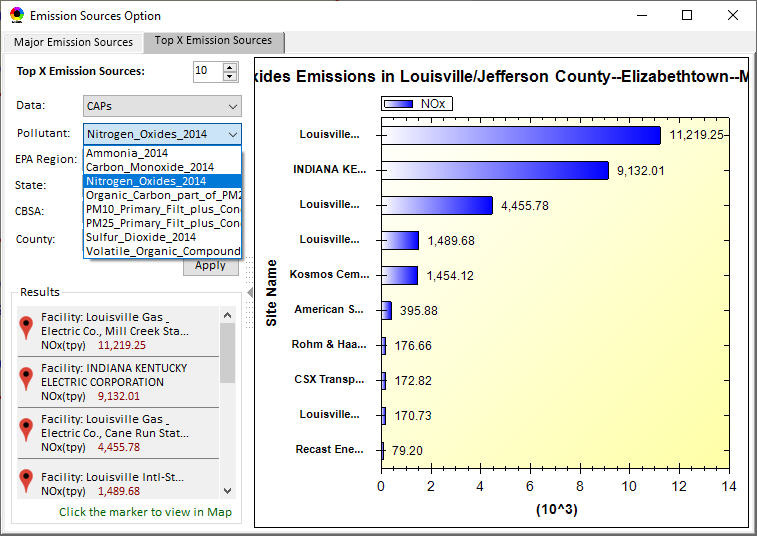 Emission Sources Option
Major Emission Sources
Top X Emission Sources
Top X Emission Sources:
10
Data:
CAPs
Pollutant:
Nitrogen_Oxides_2014
Ammonia_2014
Carbon_Monoxide_2014
Nitrogen_Oxides_2014
Organic_Carbon_part_of_PM2
PM10_Primary_Filt_plus_Con
PM25_Primary_Filt_plus_Con
Sulfur_Dioxide_2014
Volatile_Organic_Compound
EPA Region:
State:
CBSA:
County:
Apply
Results
Facility: Louisville Gas _
Electric Co., Mill Creek Sta...
NOx(tpy) 11,219.25
Facility: INDIANA KENTUCKY
ELECTRIC CORPORATION
NOx(tpy) 9,132.01
Facility: Louisville Gas _
Electric Co., Cane Run Stat...
NOx(tpy) 4,455.78
Facility: Louisville Intl-St...
NOx(tpy) 1,489.68
Click the marker to view in Map
xides Emissions in Louisville/Jefferson County--Elizabethtown--M
NOx
Site Name
Louisville... 11,219.25
INDIANA KE... 9,132.01
Louisville... 4,455.78
Louisville... 1,489.68
Kosmos Cem... 1,454.12
American S... 395.88
Rohm & Haa... 176.66
CSX Transp... 172.82
Louisville... 170.73
Recast Ene... 79.20
0 2 4 6 8 10 12 14
(10^3)